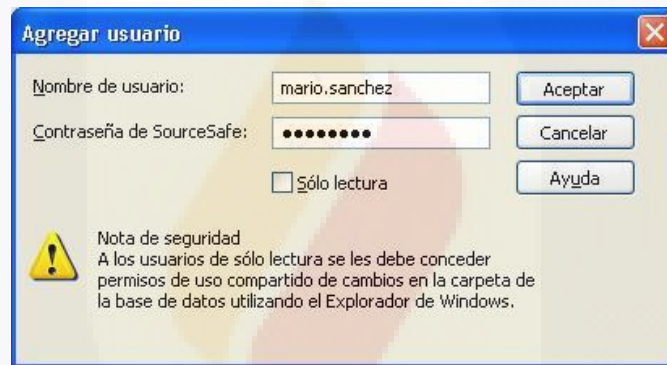 Agregar usuario
Nombre de usuario: mario.sanchez Aceptar
Contraseña de SourceSafe: ●●●●●●●● Cancelar
Sólo lectura Ayuda
Nota de seguridad
A los usuarios de sólo lectura se les debe conceder
permisos de uso compartido de cambios en la carpeta de
la base de datos utilizando el Explorador de Windows.